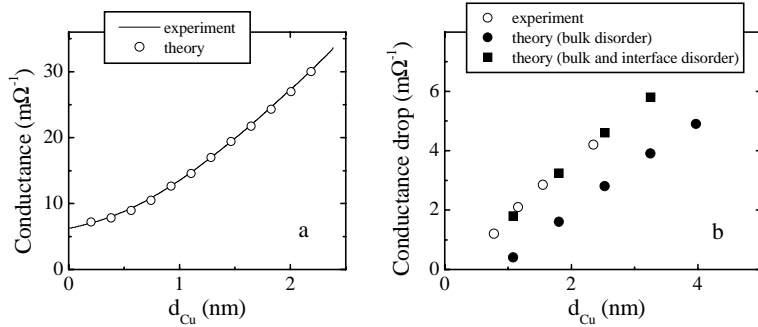 experiment
theory
Conductance (mΩ⁻¹)
30
20
10
0
0
1
2
a
d_Cu (nm)
experiment
theory (bulk disorder)
theory (bulk and interface disorder)
Conductance drop (mΩ⁻¹)
6
4
2
0
0
2
4
b
d_Cu (nm)